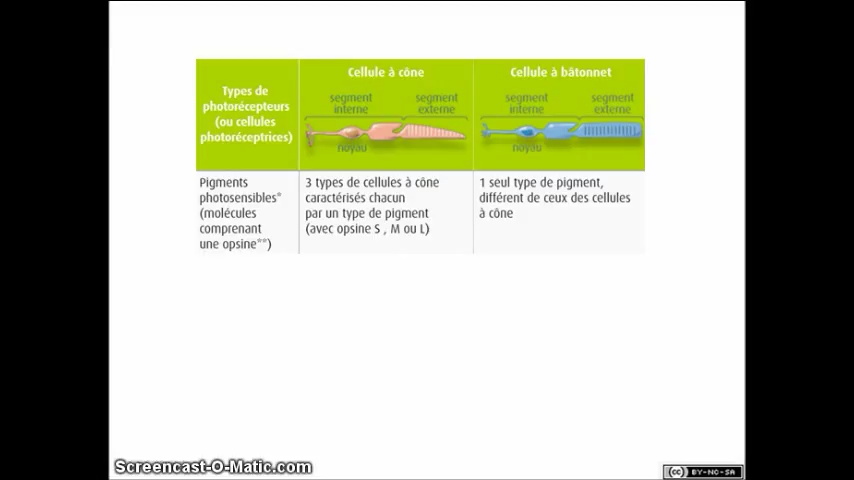 Types de
photorécepteurs
(ou cellules
photoréceptrices)
Cellule à cône
segment
interne
segment
externe
noyau
Cellule à bâtonnet
segment
interne
segment
externe
noyau
Pigments
photosensibles*
(molécules
comprenant
une opsine**)
3 types de cellules à cône
caractérisés chacun
par un type de pigment
(avec opsine S , M ou L)
1 seul type de pigment,
différent de ceux des cellules
à cône
Screencast-O-Matic.com
cc BY-NC-SA